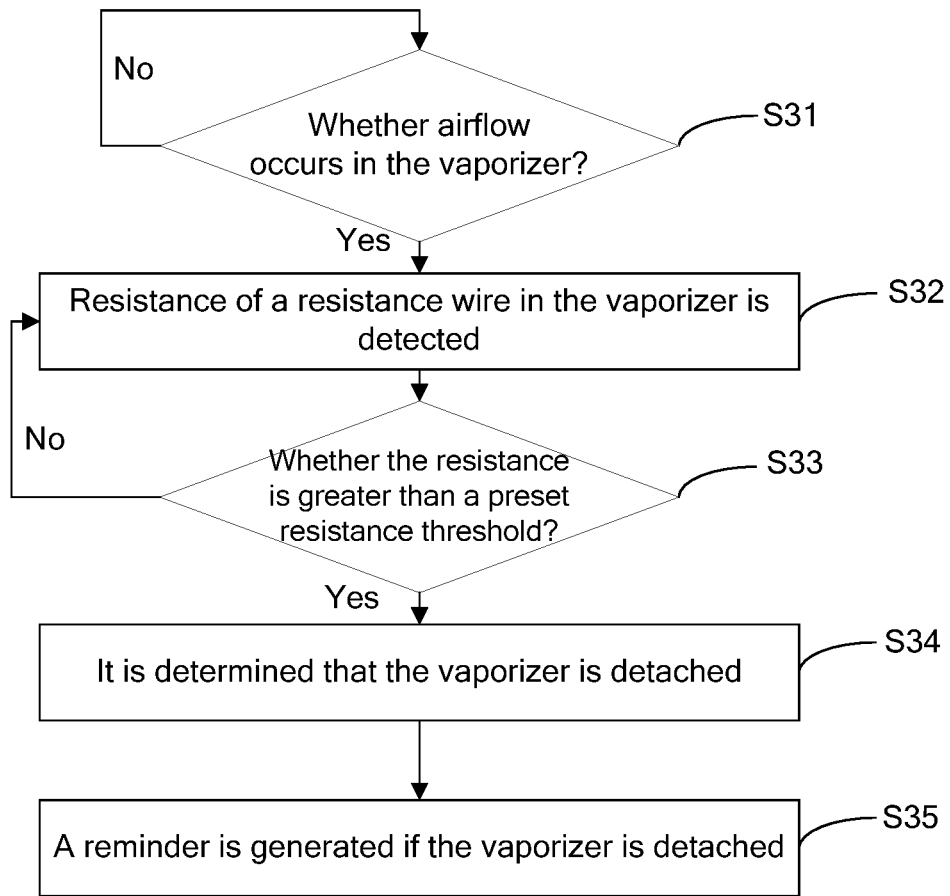 No
Whether airflow
occurs in the vaporizer?
S31
Yes
Resistance of a resistance wire in the vaporizer is
detected
S32
No
Whether the resistance
is greater than a preset
resistance threshold?
S33
Yes
It is determined that the vaporizer is detached
S34
A reminder is generated if the vaporizer is detached
S35